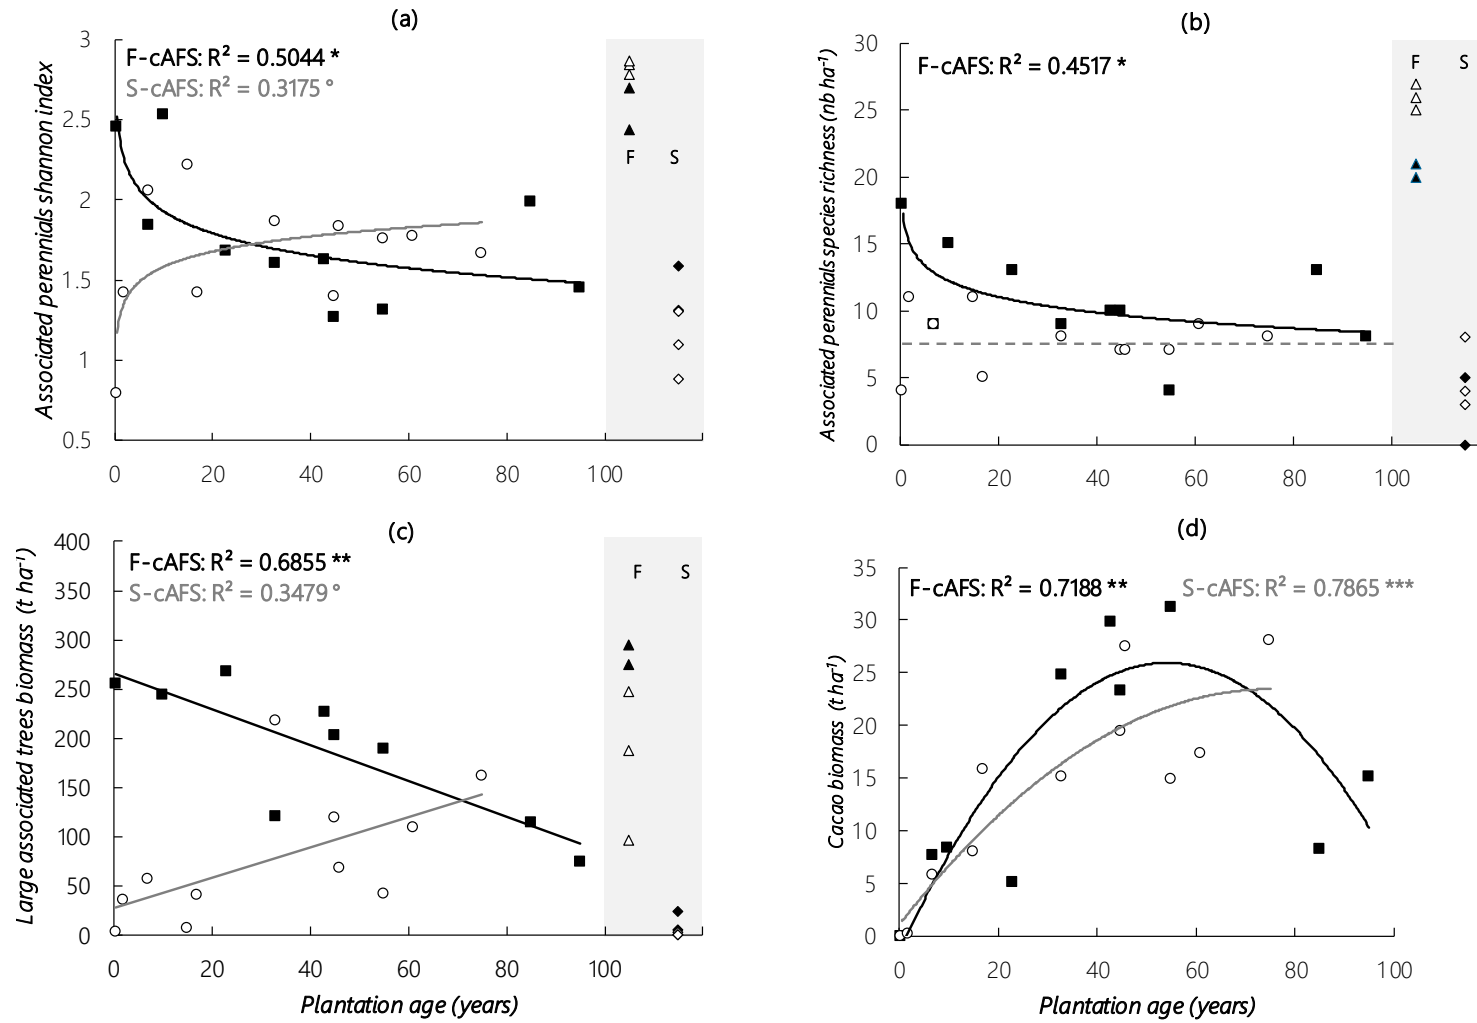 (a)
Associated perennials shannon index
F-cAFS: R² = 0.5044 *
S-cAFS: R² = 0.3175 °
3
2.5
2
1.5
1
0.5
F S
0 20 40 60 80 100
(b)
Associated perennials species richness (nb ha⁻¹)
F-cAFS: R² = 0.4517 *
F S
30
25
20
15
10
5
0
0 20 40 60 80 100
(c)
Large associated trees biomass (t ha⁻¹)
F-cAFS: R² = 0.6855 **
S-cAFS: R² = 0.3479 °
F S
400
350
300
250
200
150
100
50
0
0 20 40 60 80 100
Plantation age (years)
(d)
Cacao biomass (t ha⁻¹)
F-cAFS: R² = 0.7188 ** S-cAFS: R² = 0.7865 ***
35
30
25
20
15
10
5
0
0 20 40 60 80 100
Plantation age (years)